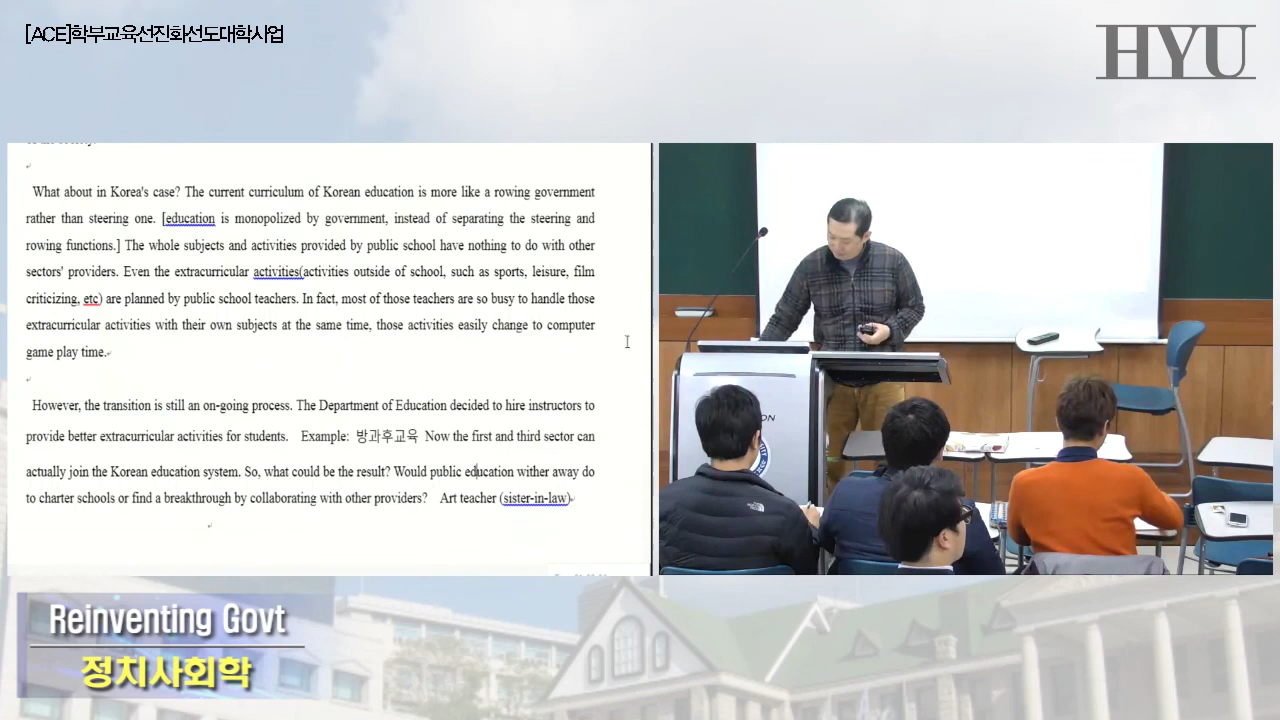 [ACE]학부교육선진화선도대학사업
HYU
What about in Korea's case? The current curriculum of Korean education is more like a rowing government
rather than steering one. [education is monopolized by government, instead of separating the steering and
rowing functions.] The whole subjects and activities provided by public school have nothing to do with other
sectors' providers. Even the extracurricular activities(activities outside of school, such as sports, leisure, film
criticizing, etc) are planned by public school teachers. In fact, most of those teachers are so busy to handle those
extracurricular activities with their own subjects at the same time, those activities easily change to computer
game play time.
However, the transition is still an on-going process. The Department of Education decided to hire instructors to
provide better extracurricular activities for students. Example: 방과후교육 Now the first and third sector can
actually join the Korean education system. So, what could be the result? Would public education wither away do
to charter schools or find a breakthrough by collaborating with other providers? Art teacher (sister-in-law)
Reinventing Govt
정치사회학